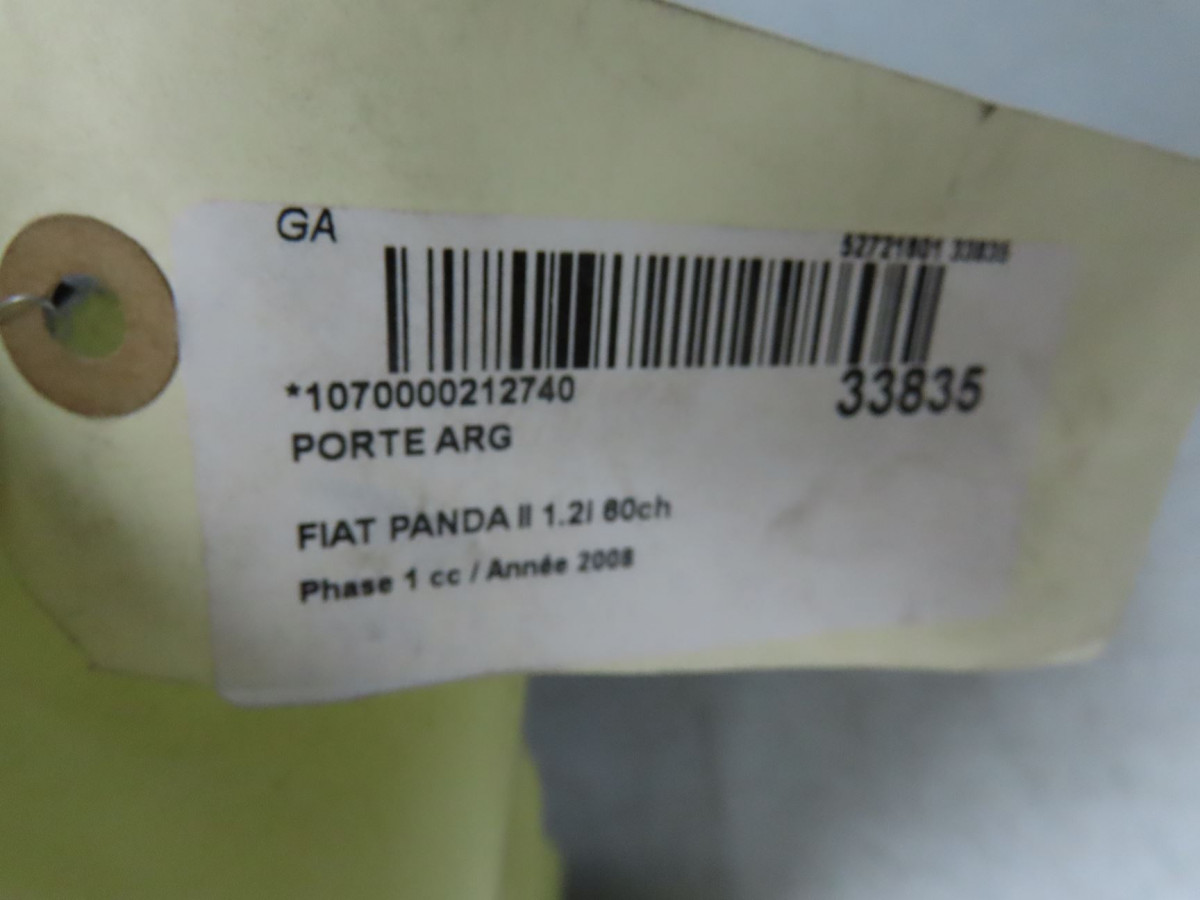 GA
52721801 33835
*1070000212740
33835
PORTE ARG
FIAT PANDA II 1.2I 60ch
Phase 1 cc / Année 2008